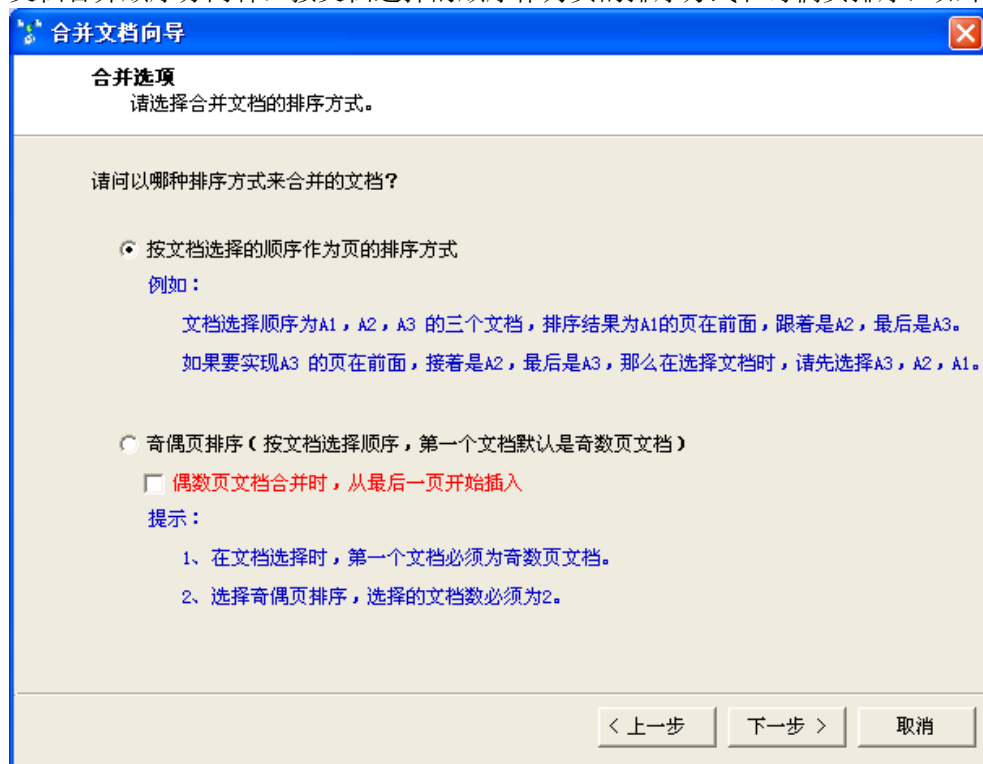 合并文档向导
合并选项
请选择合并文档的排序方式。
请问以哪种排序方式来合并的文档?
按文档选择的顺序作为页的排序方式
例如：
文档选择顺序为A1，A2，A3 的三个文档，排序结果为A1的页在前面，跟着是A2，最后是A3。
如果要实现A3 的页在前面，接着是A2，最后是A3，那么在选择文档时，请先选择A3，A2，A1。
奇偶页排序(按文档选择顺序，第一个文档默认是奇数页文档)
偶数页文档合并时，从最后一页开始插入
提示：
1、在文档选择时，第一个文档必须为奇数页文档。
2、选择奇偶页排序，选择的文档数必须为2。
< 上一步
下一步 >
取消